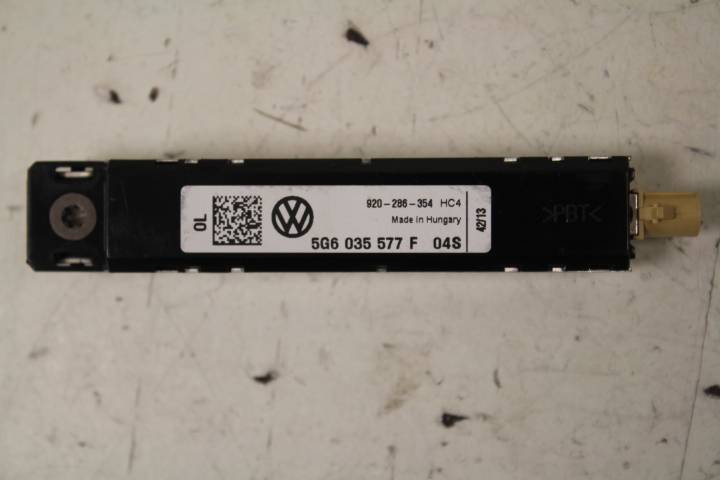 OL
920-286-354 HC4
Made in Hungary
5G6 035 577 F 04S
42/13
>PBT<